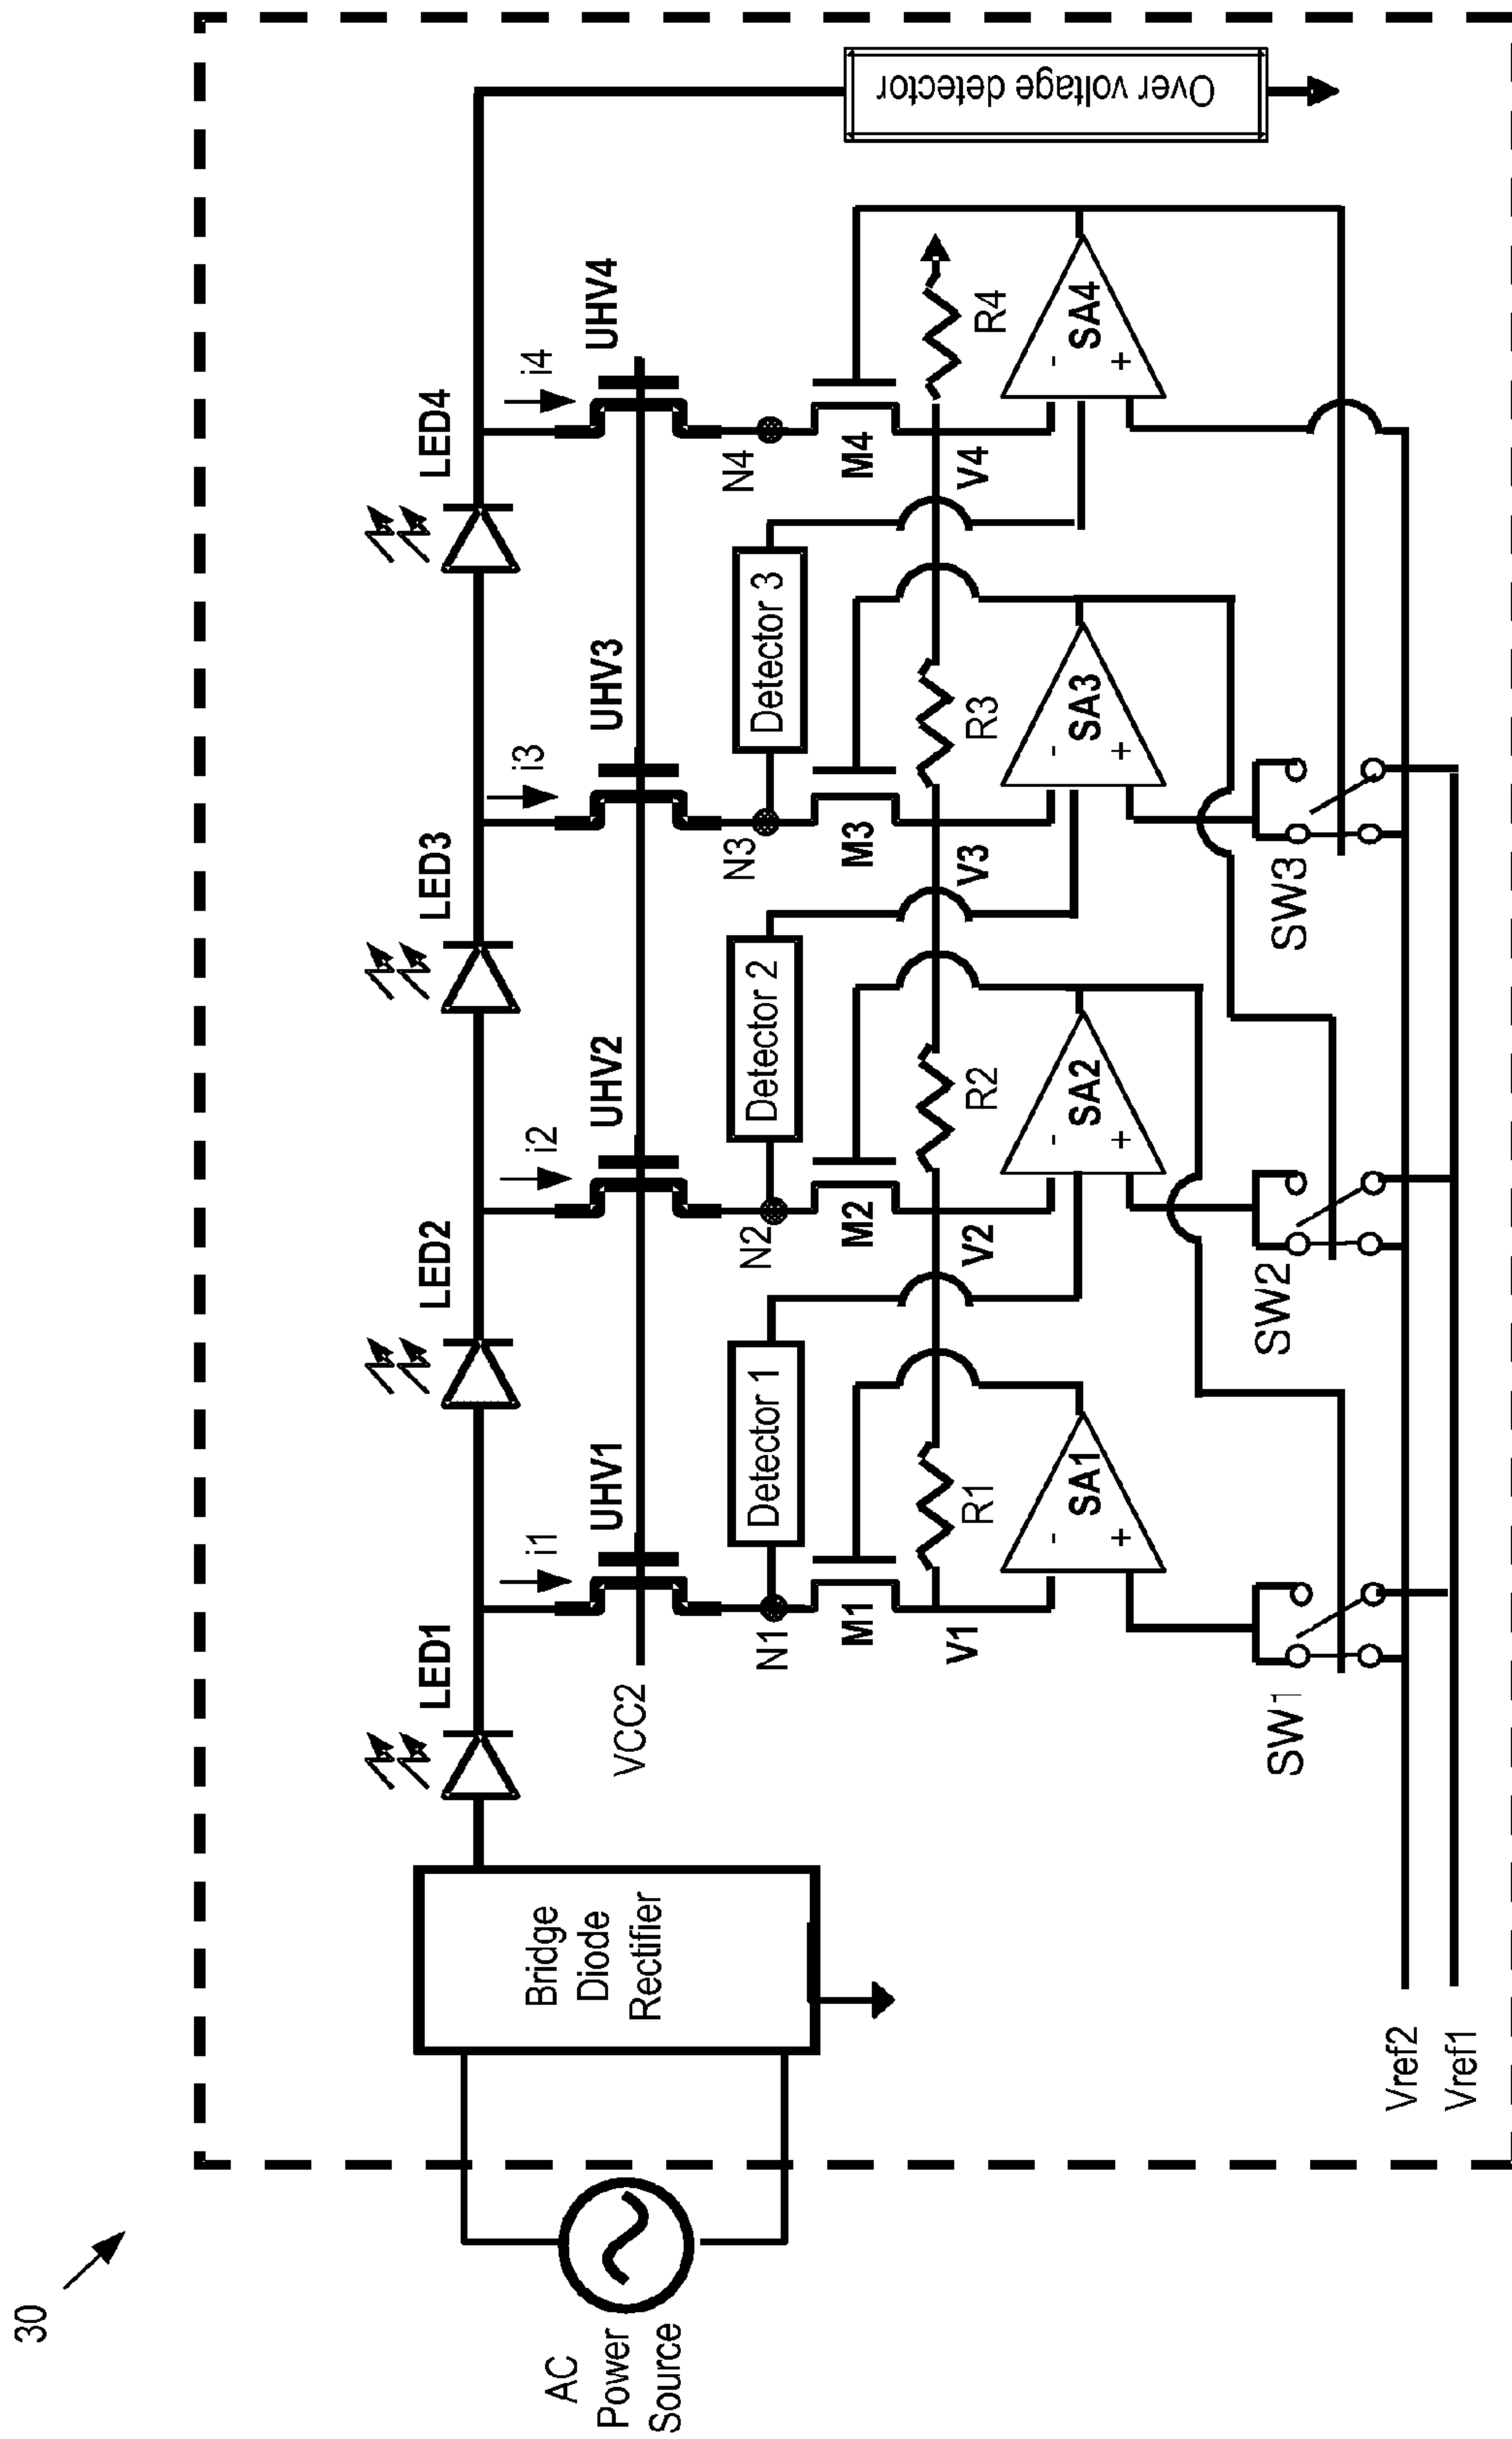 30
AC
Power
Source
Bridge
Diode
Rectifier
LED1
LED2
LED3
LED4
i1
i2
i3
i4
UHV1
UHV2
UHV3
UHV4
VCC2
N1
Detector 1
N2
Detector 2
N3
Detector 3
N4
Over voltage detector
M1
M2
M3
M4
V1
R1
V2
R2
V3
R3
V4
R4
-
SA1
+
-
SA2
+
-
SA3
+
-
SA4
+
SW1
SW2
SW3
Vref2
Vref1